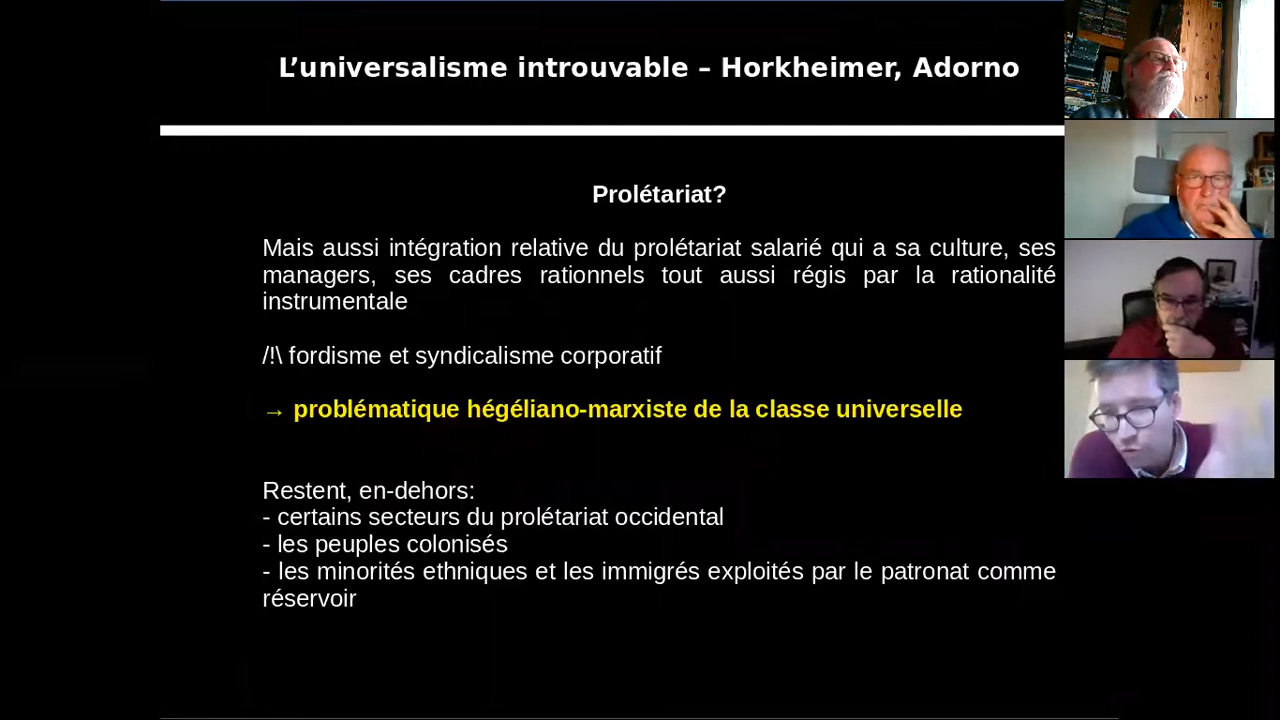 L’universalisme introuvable – Horkheimer, Adorno
Prolétariat?
Mais aussi intégration relative du prolétariat salarié qui a sa culture, ses
managers, ses cadres rationnels tout aussi régis par la rationalité
instrumentale
/!\ fordisme et syndicalisme corporatif
→ problématique hégéliano-marxiste de la classe universelle
Restent, en-dehors:
- certains secteurs du prolétariat occidental
- les peuples colonisés
- les minorités ethniques et les immigrés exploités par le patronat comme
réservoir